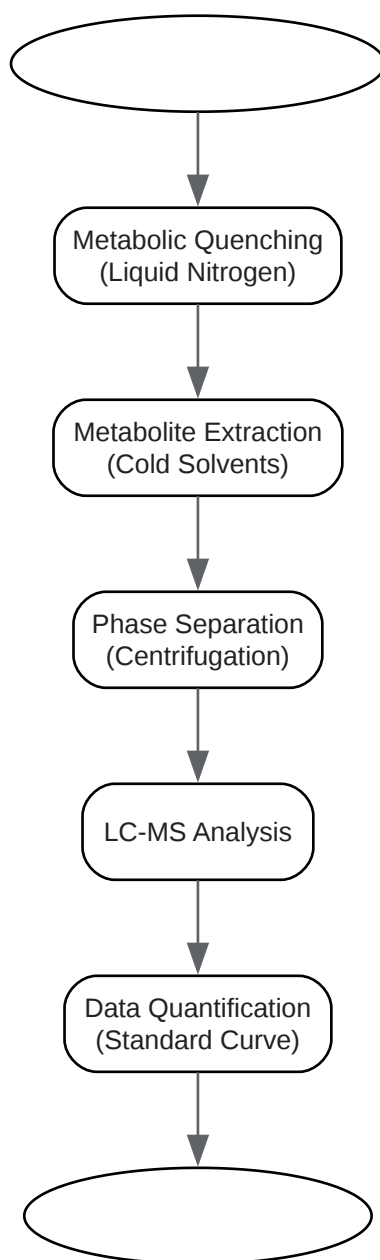 Metabolic Quenching
(Liquid Nitrogen)
Metabolite Extraction
(Cold Solvents)
Phase Separation
(Centrifugation)
LC-MS Analysis
Data Quantification
(Standard Curve)